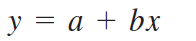 y = a + bx